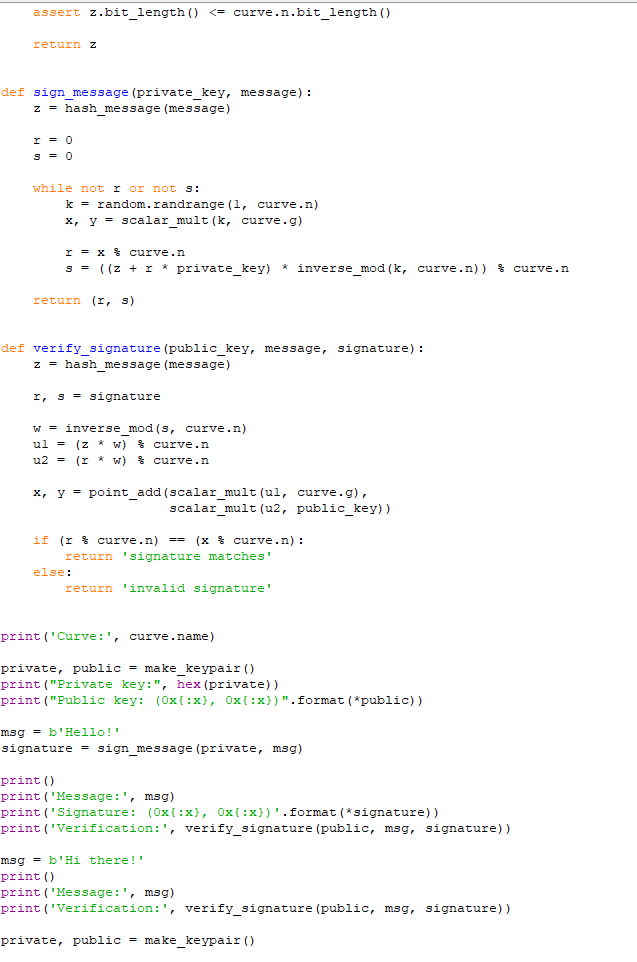 assert z.bit_length() <= curve.n.bit_length()

    return z


def sign_message(private_key, message):
    z = hash_message(message)

    r = 0
    s = 0

    while not r or not s:
        k = random.randrange(1, curve.n)
        x, y = scalar_mult(k, curve.g)

        r = x % curve.n
        s = ((z + r * private_key) * inverse_mod(k, curve.n)) % curve.n

    return (r, s)


def verify_signature(public_key, message, signature):
    z = hash_message(message)

    r, s = signature

    w = inverse_mod(s, curve.n)
    u1 = (z * w) % curve.n
    u2 = (r * w) % curve.n

    x, y = point_add(scalar_mult(u1, curve.g),
                     scalar_mult(u2, public_key))

    if (r % curve.n) == (x % curve.n):
        return 'signature matches'
    else:
        return 'invalid signature'


print('Curve:', curve.name)

private, public = make_keypair()
print("Private key:", hex(private))
print("Public key: (0x{:x}, 0x{:x})".format(*public))

msg = b'Hello!'
signature = sign_message(private, msg)

print()
print('Message:', msg)
print('Signature: (0x{:x}, 0x{:x})'.format(*signature))
print('Verification:', verify_signature(public, msg, signature))

msg = b'Hi there!'
print()
print('Message:', msg)
print('Verification:', verify_signature(public, msg, signature))

private, public = make_keypair()